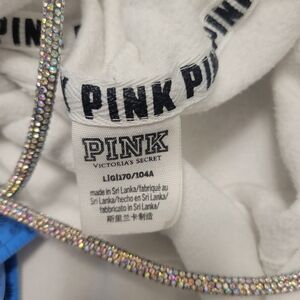 PINK PINK PIN
PINK
VICTORIA'S SECRET
L|G|170/104A
made in Sri Lanka/fabriqué au
Sri Lanka/hecho en Sri Lanka/
fabbricato in Sri Lanka/
斯里兰卡制造